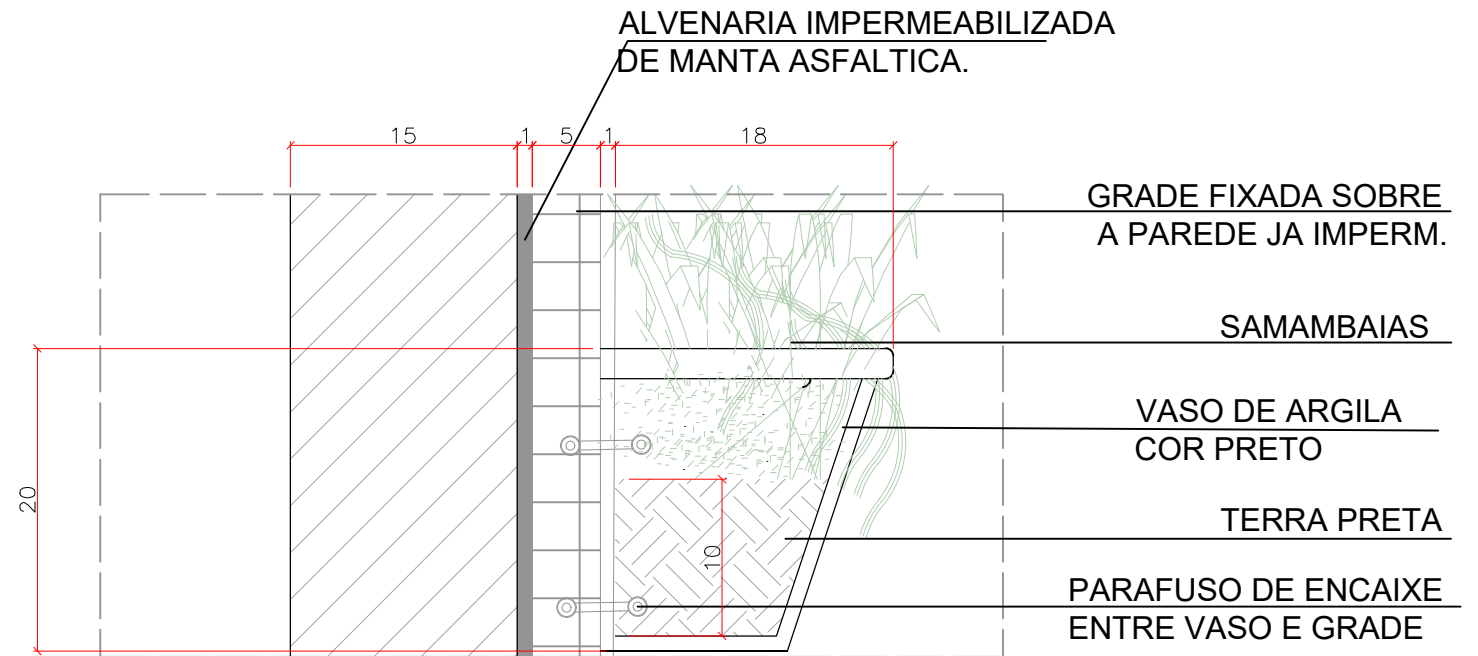 ALVENARIA IMPERMEABILIZADA
DE MANTA ASFALTICA.
15
1
5
1
18
GRADE FIXADA SOBRE
A PAREDE JA IMPERM.
SAMAMBAIAS
VASO DE ARGILA
COR PRETO
20
TERRA PRETA
10
PARAFUSO DE ENCAIXE
ENTRE VASO E GRADE